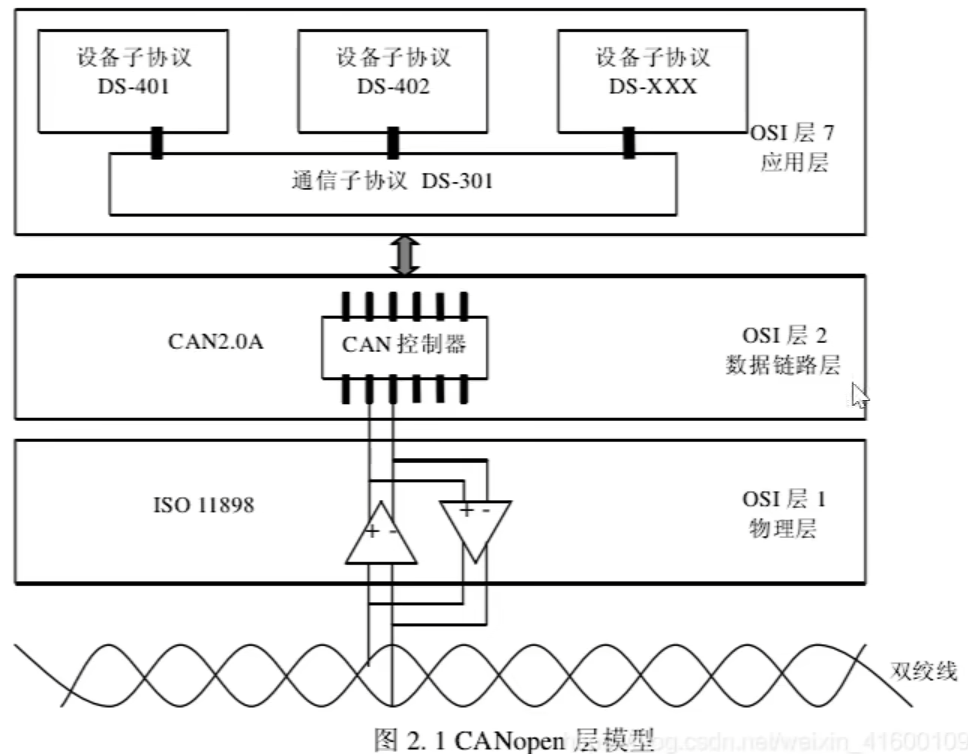 设备子协议
DS-401
设备子协议
DS-402
设备子协议
DS-XXX
OSI 层 7
应用层
通信子协议 DS-301
CAN2.0A
CAN 控制器
OSI 层 2
数据链路层
ISO 11898
+ -
+ -
OSI 层 1
物理层
双绞线
图 2. 1 CANopen 层模型
og.csdn.net/weixin_41600109